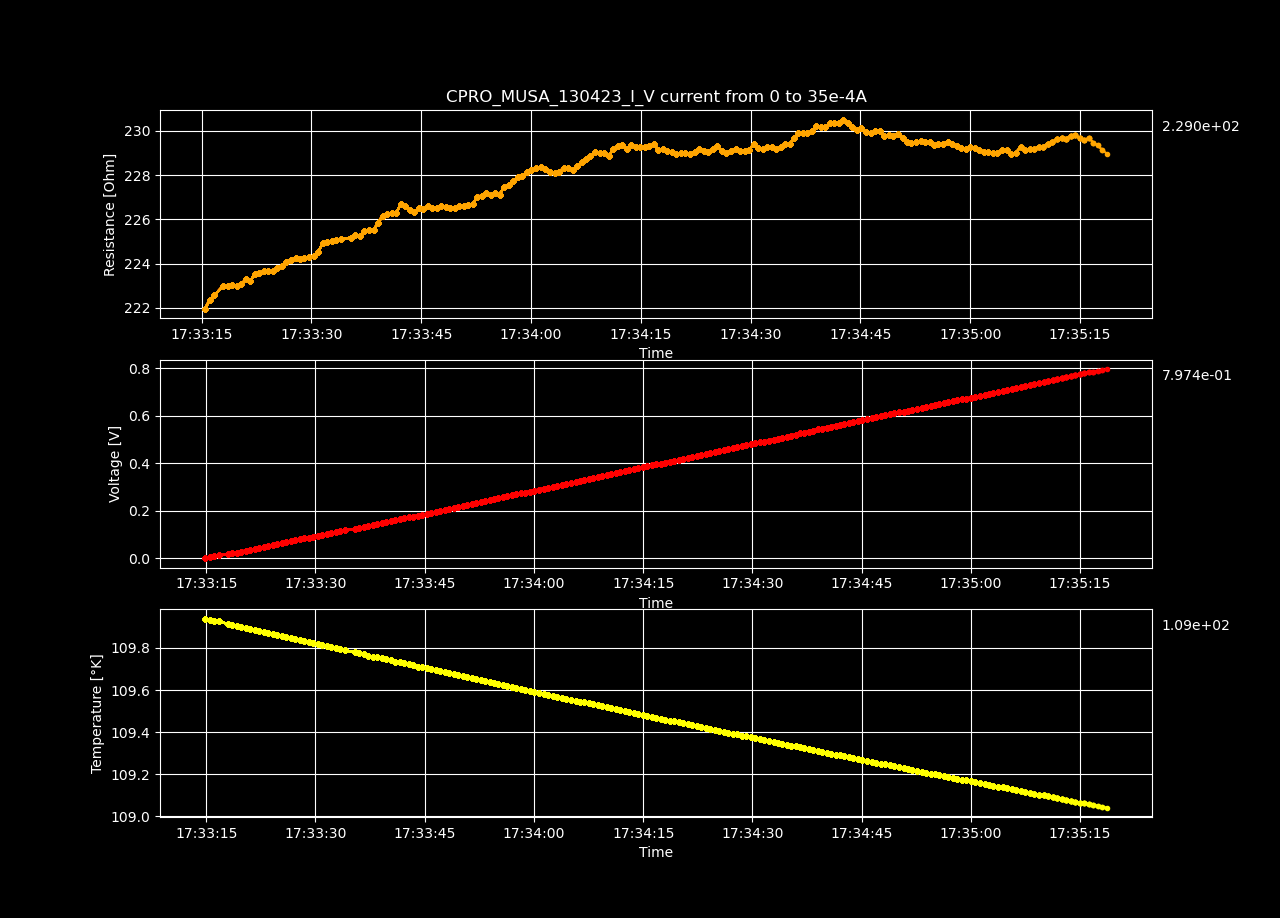 CPRO_MUSA_130423_I_V current from 0 to 35e-4A
2.290e+02
Resistance [Ohm]
230
228
226
224
222
17:33:15 17:33:30 17:33:45 17:34:00 17:34:15 17:34:30 17:34:45 17:35:00 17:35:15
Time
7.974e-01
Voltage [V]
0.8
0.6
0.4
0.2
0.0
17:33:15 17:33:30 17:33:45 17:34:00 17:34:15 17:34:30 17:34:45 17:35:00 17:35:15
Time
1.09e+02
Temperature [°K]
109.8
109.6
109.4
109.2
109.0
17:33:15 17:33:30 17:33:45 17:34:00 17:34:15 17:34:30 17:34:45 17:35:00 17:35:15
Time